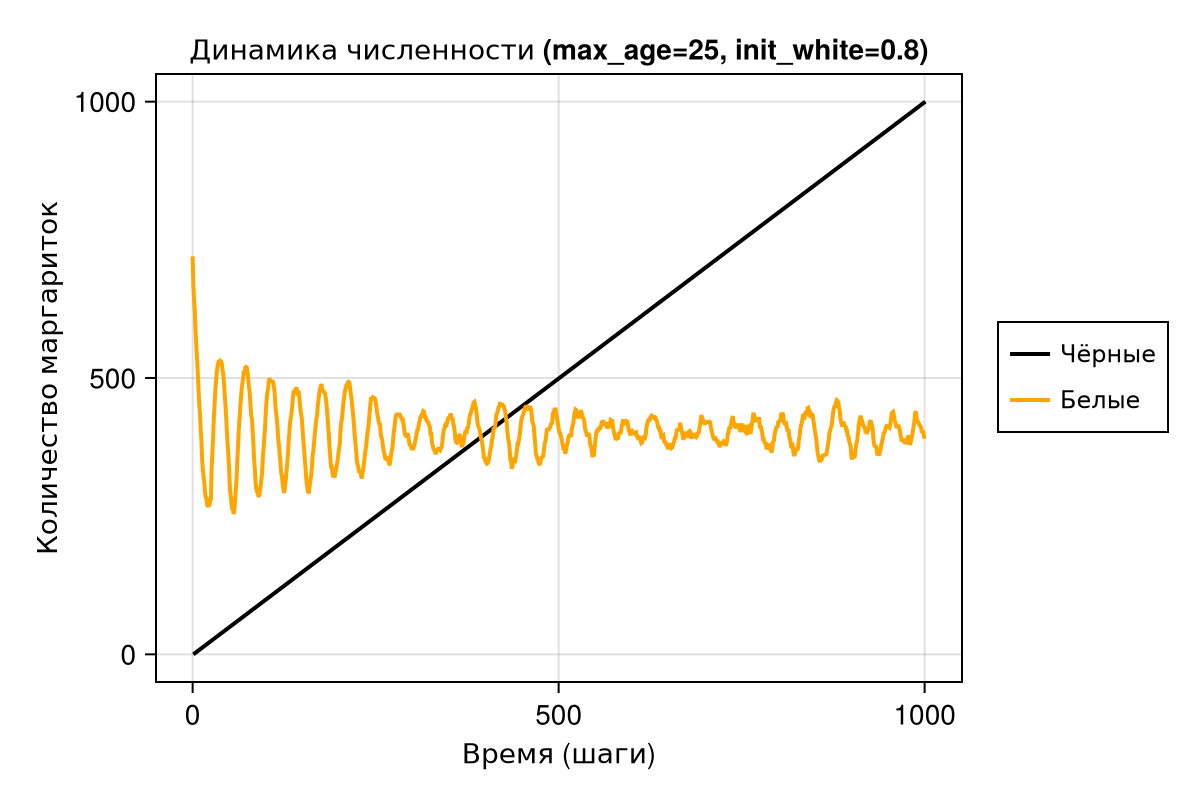 Динамика численности (max_age=25, init_white=0.8)
Количество маргариток
1000
500
0
0
500
1000
Время (шаги)
Чёрные
Белые